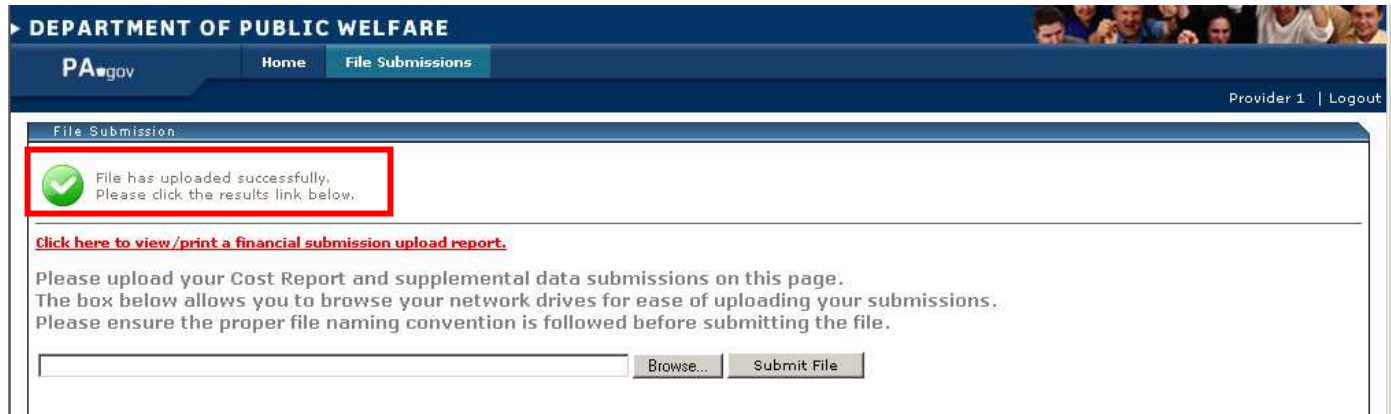 DEPARTMENT OF PUBLIC WELFARE
PA gov
Home
File Submissions
Provider 1 | Logout
File Submission
File has uploaded successfully.
Please click the results link below.
Click here to view/print a financial submission upload report.
Please upload your Cost Report and supplemental data submissions on this page.
The box below allows you to browse your network drives for ease of uploading your submissions.
Please ensure the proper file naming convention is followed before submitting the file.
Browse...
Submit File